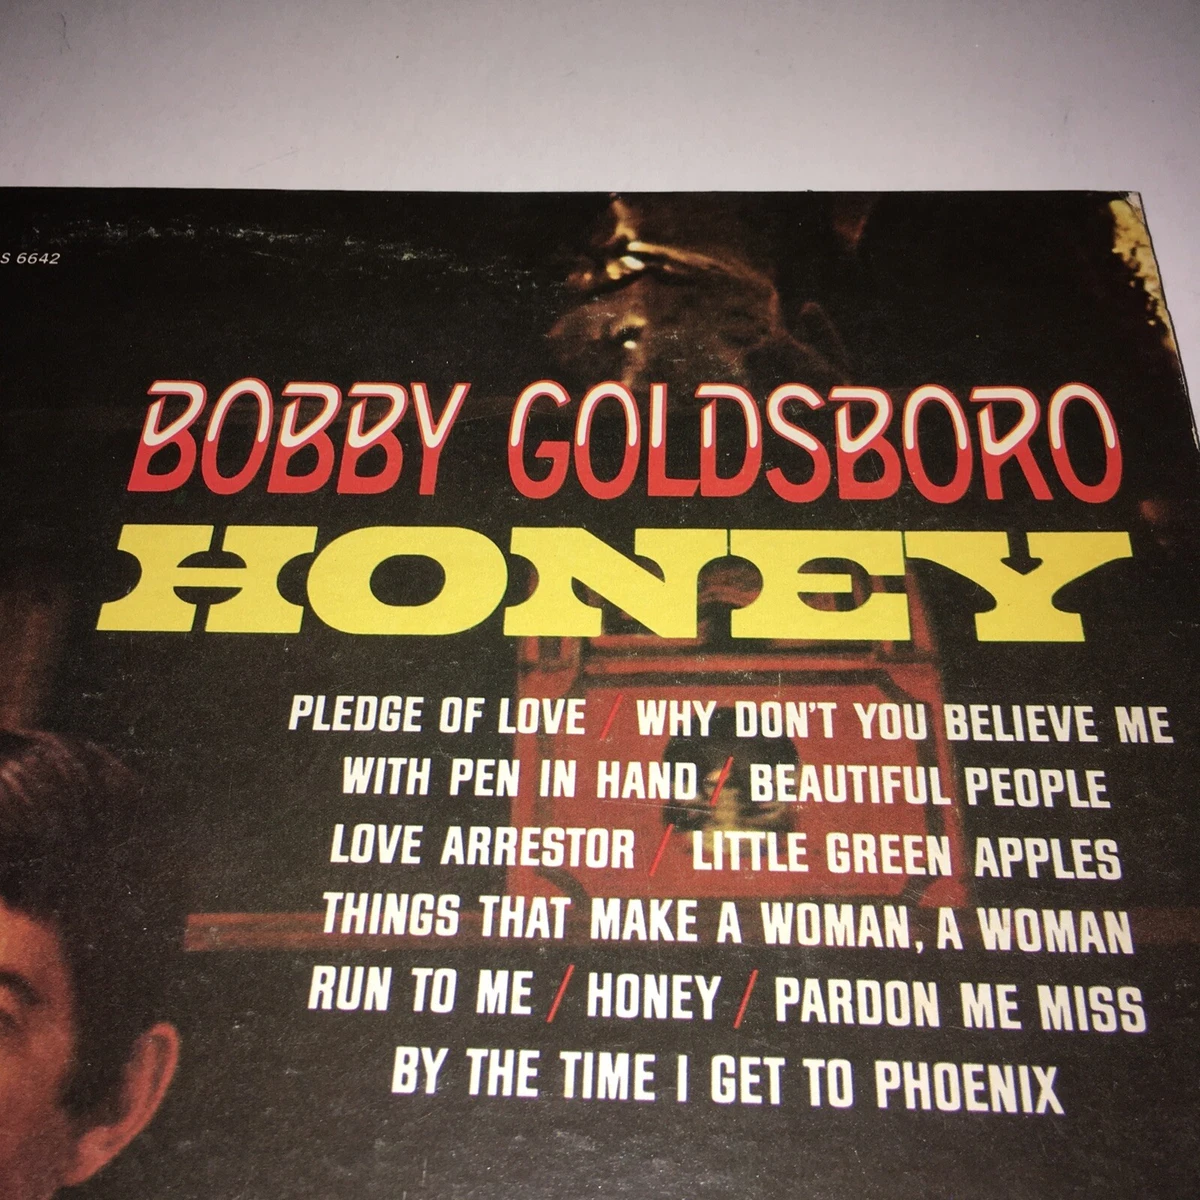 S 6642
BOBBY GOLDSBORO
HONEY
PLEDGE OF LOVE / WHY DON'T YOU BELIEVE ME
WITH PEN IN HAND / BEAUTIFUL PEOPLE
LOVE ARRESTOR / LITTLE GREEN APPLES
THINGS THAT MAKE A WOMAN, A WOMAN
RUN TO ME / HONEY / PARDON ME MISS
BY THE TIME I GET TO PHOENIX